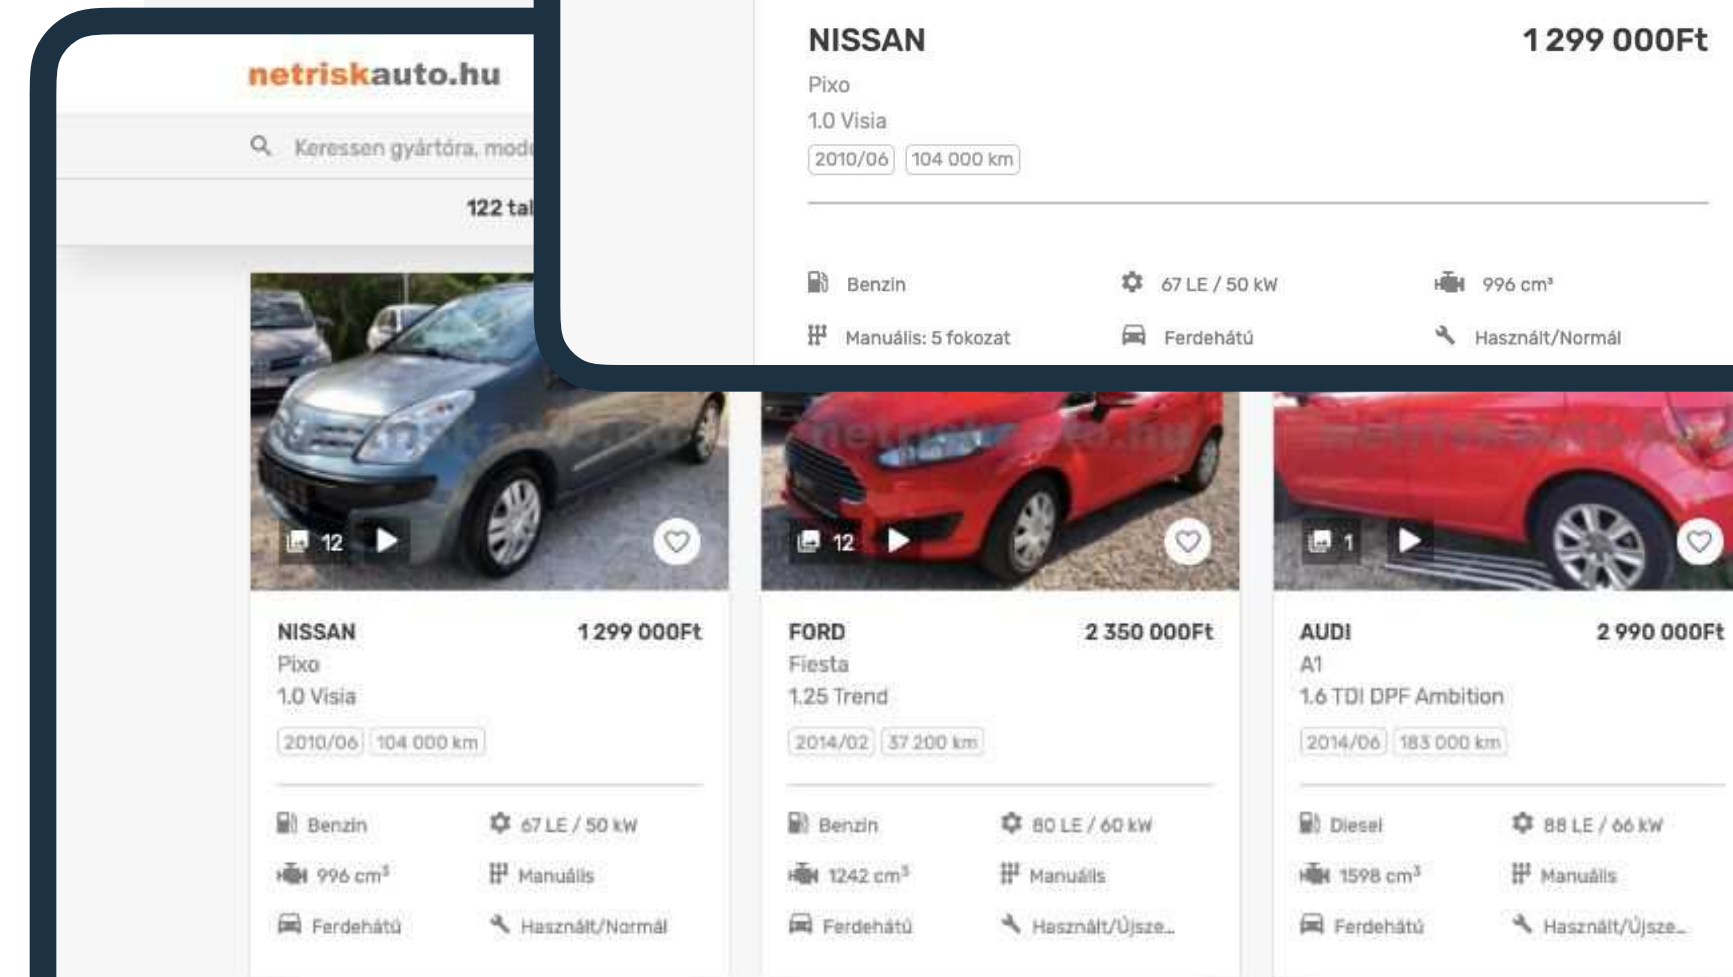 netriskauto.hu
Keressen gyártóra,
122
NISSAN 1 299 000Ft
Pixo
1.0 Visia
2010/06 104 000 km
Benzin 67 LE / 50 kW 996 cm³
Manuális: 5 fokozat Ferdehátú Használt/Normál
netriskauto.hu
12
12
1
NISSAN 1 299 000Ft
Pixo
1.0 Visia
2010/06 104 000 km
Benzin 67 LE / 50 kW
996 cm³ Manuális
Ferdehátú Használt/Normál
FORD 2 350 000Ft
Fiesta
1.25 Trend
2014/02 37 200 km
Benzin 80 LE / 60 kW
1242 cm³ Manuális
Ferdehátú Használt/Újsze...
AUDI 2 990 000Ft
A1
1.6 TDI DPF Ambition
2014/06 183 000 km
Diesel 88 LE / 66 kW
1598 cm³ Manuális
Ferdehátú Használt/Újsze...